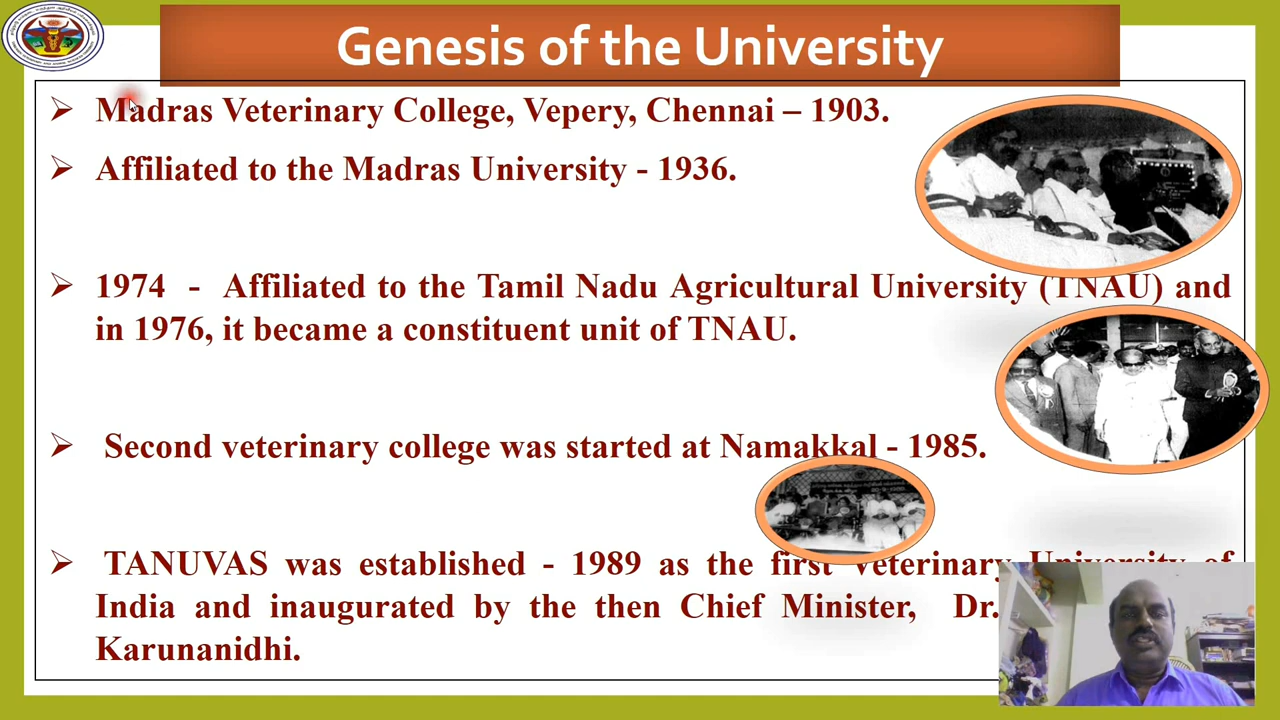 Genesis of the University
Madras Veterinary College, Vepery, Chennai – 1903.
Affiliated to the Madras University - 1936.
1974 - Affiliated to the Tamil Nadu Agricultural University (TNAU) and
in 1976, it became a constituent unit of TNAU.
Second veterinary college was started at Namakkal - 1985.
TANUVAS was established - 1989 as the first Veterinary University of
India and inaugurated by the then Chief Minister, Dr.
Karunanidhi.